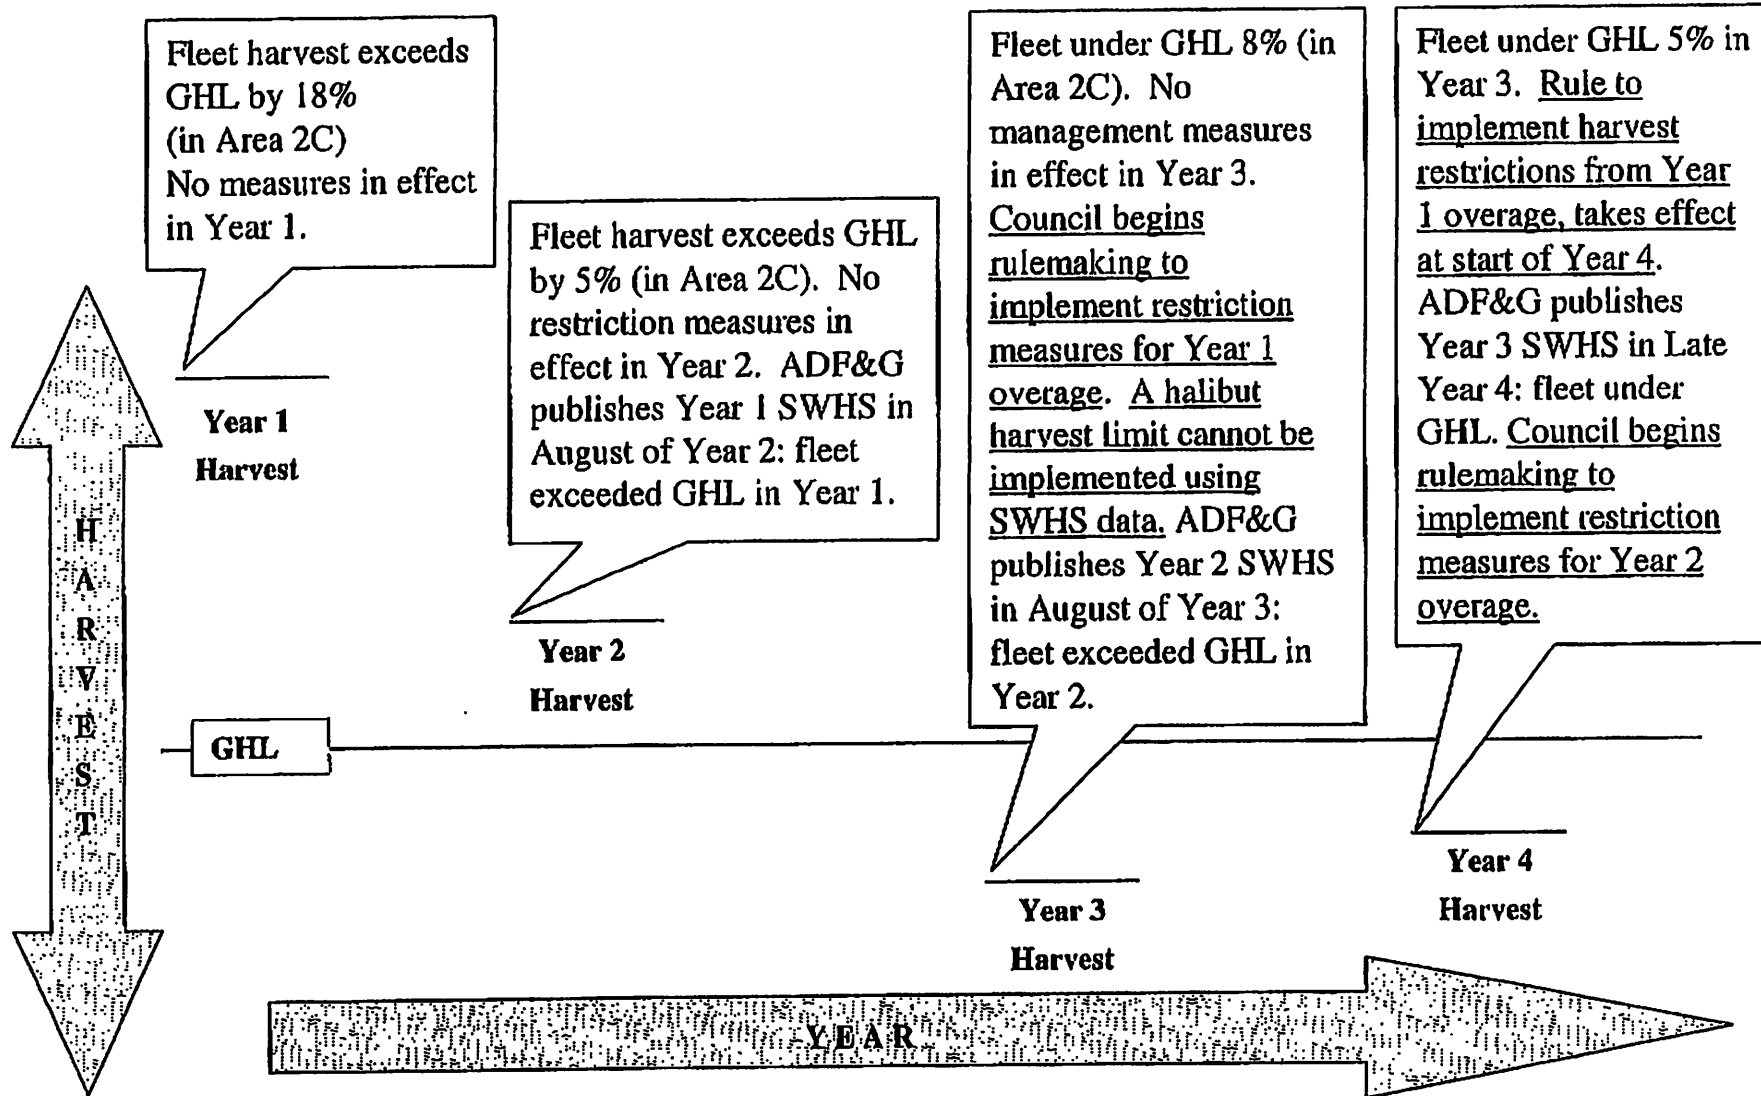 Fleet harvest exceeds
GHL by 18%
(in Area 2C)
No measures in effect
in Year 1.
Fleet harvest exceeds GHL
by 5% (in Area 2C). No
restriction measures in
effect in Year 2. ADF&G
publishes Year 1 SWHS in
August of Year 2: fleet
exceeded GHL in Year 1.
Fleet under GHL 8% (in
Area 2C). No
management measures
in effect in Year 3.
Council begins
rulemaking to
implement restriction
measures for Year 1
overage. A halibut
harvest limit cannot be
implemented using
SWHS data. ADF&G
publishes Year 2 SWHS
in August of Year 3:
fleet exceeded GHL in
Year 2.
Fleet under GHL 5% in
Year 3. Rule to
implement harvest
restrictions from Year
1 overage, takes effect
at start of Year 4.
ADF&G publishes
Year 3 SWHS in Late
Year 4: fleet under
GHL. Council begins
rulemaking to
implement restriction
measures for Year 2
overage.
Year 1
Harvest
Year 2
Harvest
GHL
Year 3
Harvest
Year 4
Harvest
HARVEST
YEAR